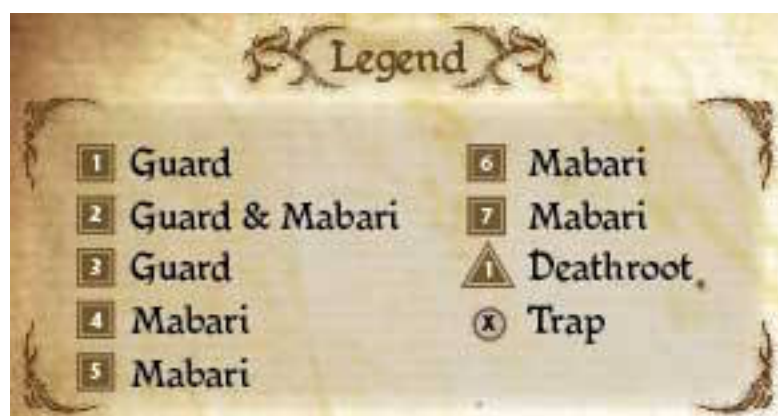 Legend
1 Guard
2 Guard & Mabari
3 Guard
4 Mabari
5 Mabari
6 Mabari
7 Mabari
1 Deathroot
X Trap